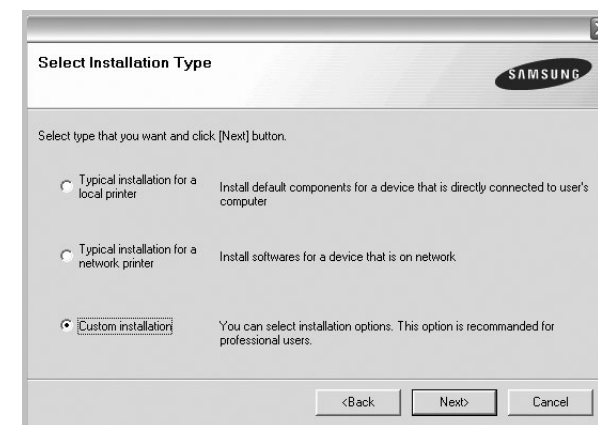 Select Installation Type
SAMSUNG
Select type that you want and click [Next] button.
Typical installation for a
local printer
Install default components for a device that is directly connected to user's
computer
Typical installation for a
network printer
Install softwares for a device that is on network
Custom installation
You can select installation options. This option is recommanded for
professional users.
<Back
Next>
Cancel